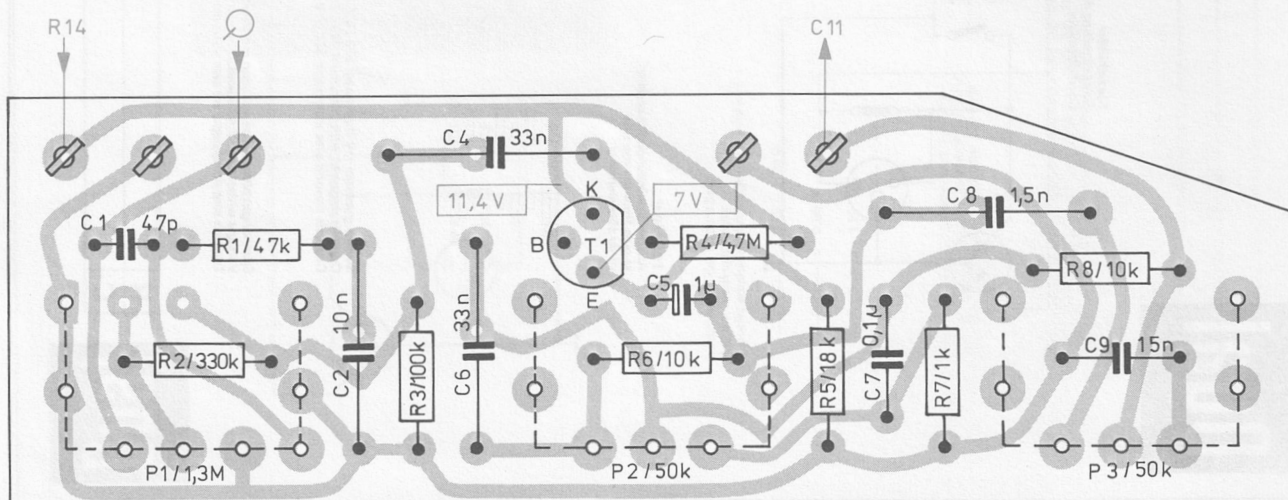 R14
C11
C4 33n
K
11,4 V
7 V
C8 1,5n
C1 47p
R1/47k
B T1
R4/4,7M
R8/10k
E
C5 1µ
10n
33n
0,1µ
R2/330k
R6/10k
C9 15n
C2
R3/100k
C6
R5/18k
C7
R7/1k
P1/1,3M
P2/50k
P3/50k